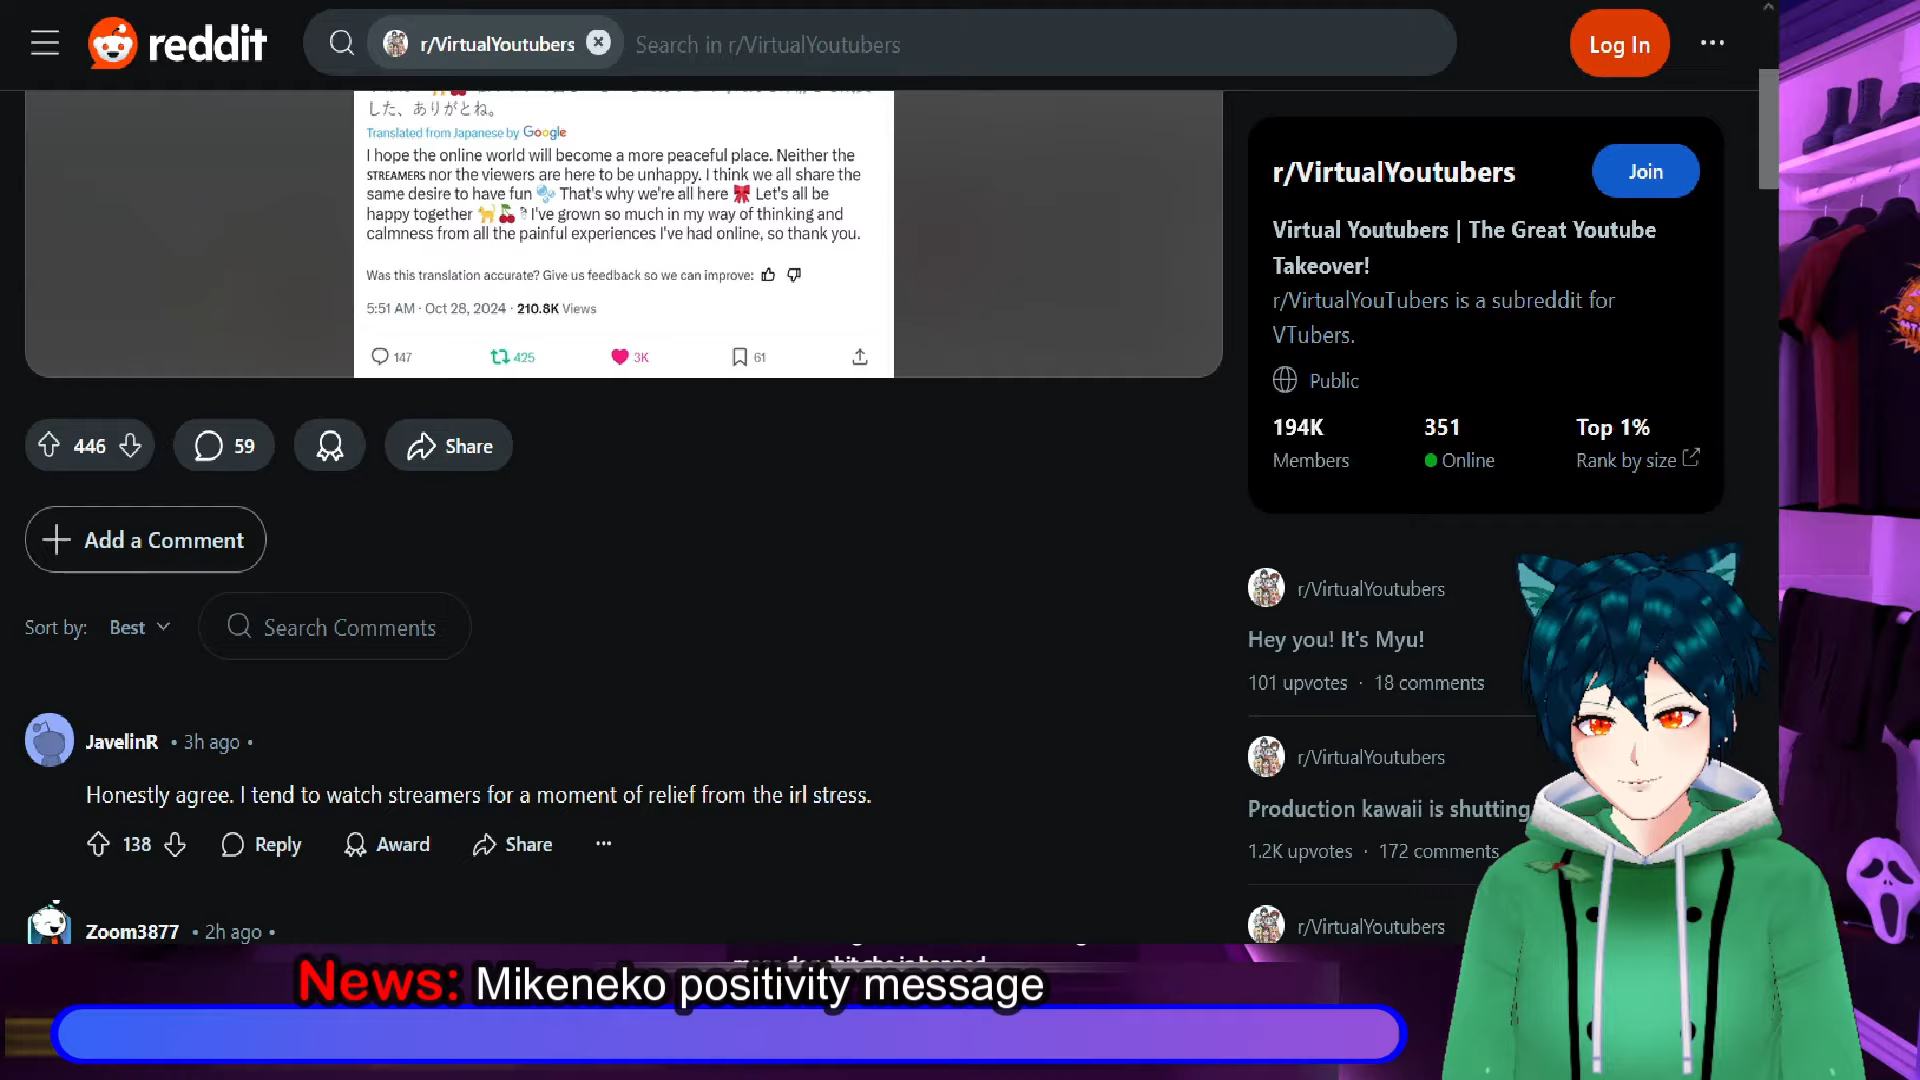 reddit
r/VirtualYoutubers
Search in r/VirtualYoutubers
Log In
した、ありがとね。
Translated from Japanese by Google
I hope the online world will become a more peaceful place. Neither the
STREAMERS nor the viewers are here to be unhappy. I think we all share the
same desire to have fun 🫧 That's why we're all here 🎀 Let's all be
happy together 🐈🍒 I've grown so much in my way of thinking and
calmness from all the painful experiences I've had online, so thank you.
Was this translation accurate? Give us feedback so we can improve:
5:51 AM · Oct 28, 2024 · 210.8K Views
147 425 3K 61
446 59 Share
Add a Comment
Sort by: Best Search Comments
JavelinR • 3h ago •
Honestly agree. I tend to watch streamers for a moment of relief from the irl stress.
138 Reply Award Share ···
Zoom3877 • 2h ago •
r/VirtualYoutubers Join
Virtual Youtubers | The Great Youtube
Takeover!
r/VirtualYouTubers is a subreddit for
VTubers.
Public
194K 351 Top 1%
Members Online Rank by size
r/VirtualYoutubers
Hey you! It's Myu!
101 upvotes · 18 comments
r/VirtualYoutubers
Production kawaii is shutting
1.2K upvotes · 172 comments
r/VirtualYoutubers
News: Mikeneko positivity message